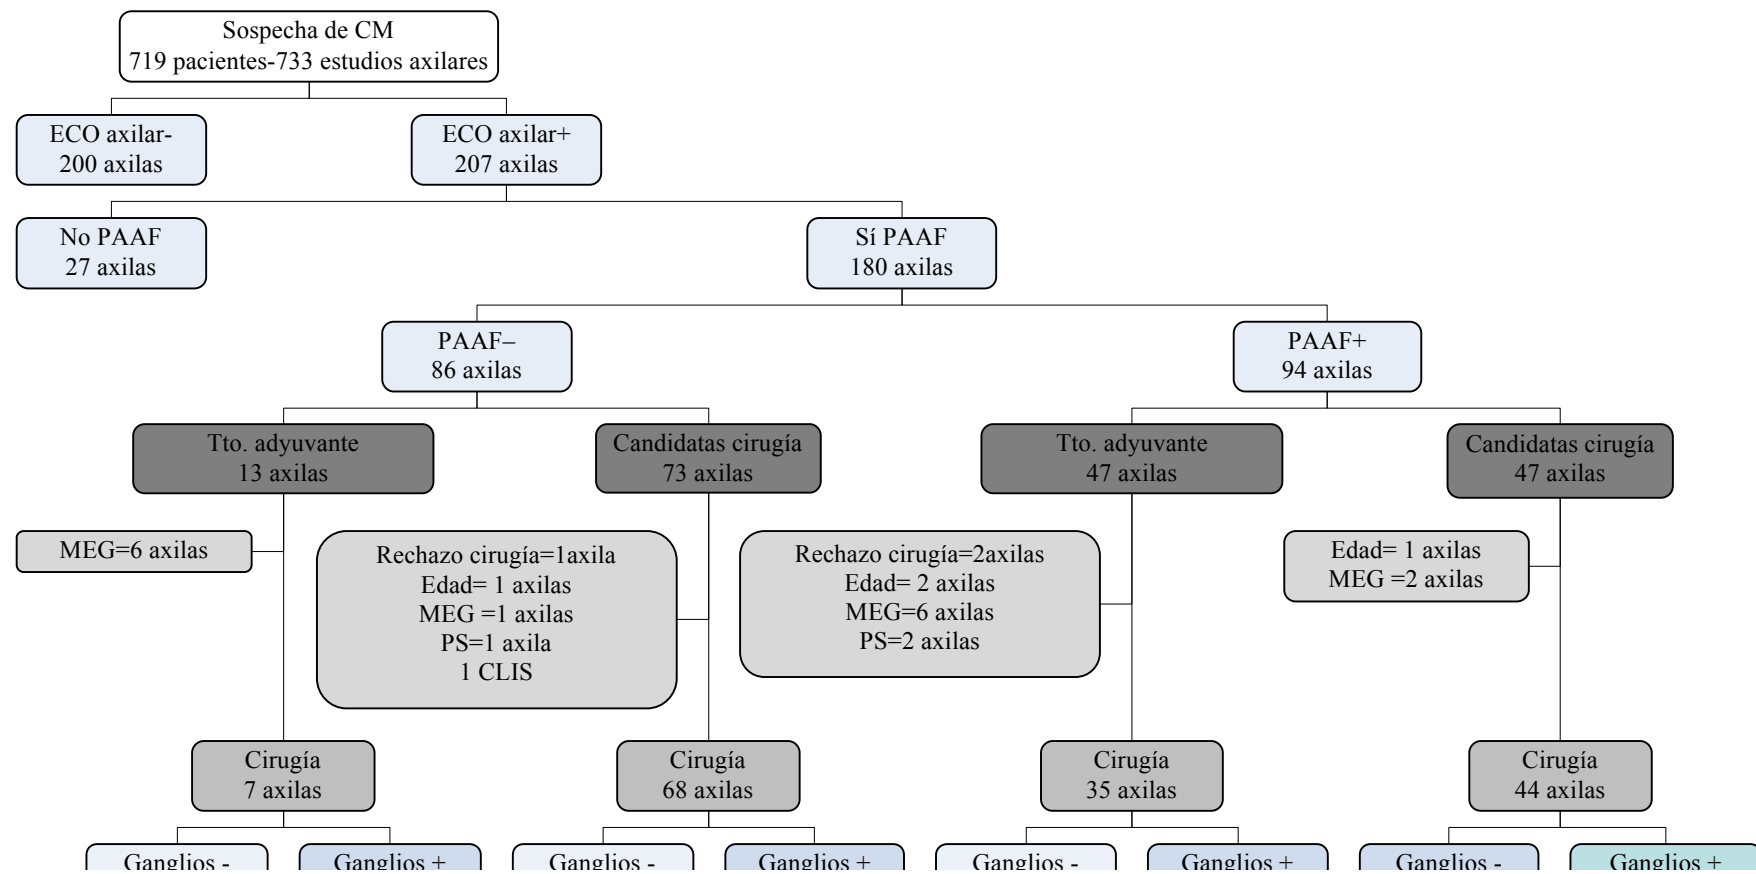 Sospecha de CM
719 pacientes-733 estudios axilares
ECO axilar-
200 axilas
ECO axilar+
207 axilas
No PAAF
27 axilas
Sí PAAF
180 axilas
PAAF–
86 axilas
PAAF+
94 axilas
Tto. adyuvante
13 axilas
Candidatas cirugía
73 axilas
Tto. adyuvante
47 axilas
Candidatas cirugía
47 axilas
MEG=6 axilas
Rechazo cirugía=1axila
Edad= 1 axilas
MEG =1 axilas
PS=1 axila
1 CLIS
Rechazo cirugía=2axilas
Edad= 2 axilas
MEG=6 axilas
PS=2 axilas
Edad= 1 axilas
MEG =2 axilas
Cirugía
7 axilas
Cirugía
68 axilas
Cirugía
35 axilas
Cirugía
44 axilas
Ganglios -
Ganglios +
Ganglios -
Ganglios +
Ganglios -
Ganglios +
Ganglios -
Ganglios +